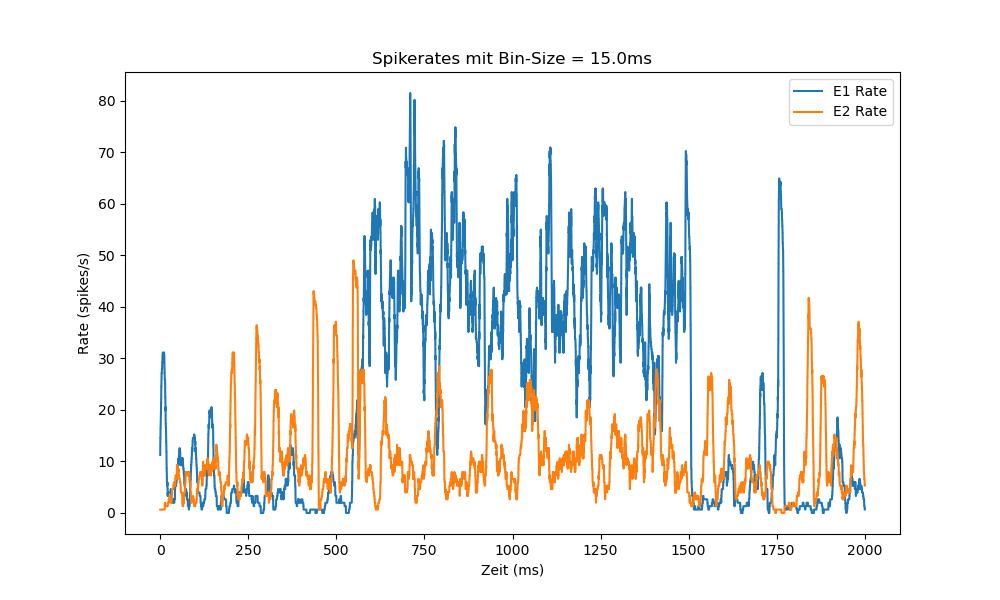 Spikerates mit Bin-Size = 15.0ms
E1 Rate
E2 Rate
Rate (spikes/s)
80
70
60
50
40
30
20
10
0
0 250 500 750 1000 1250 1500 1750 2000
Zeit (ms)